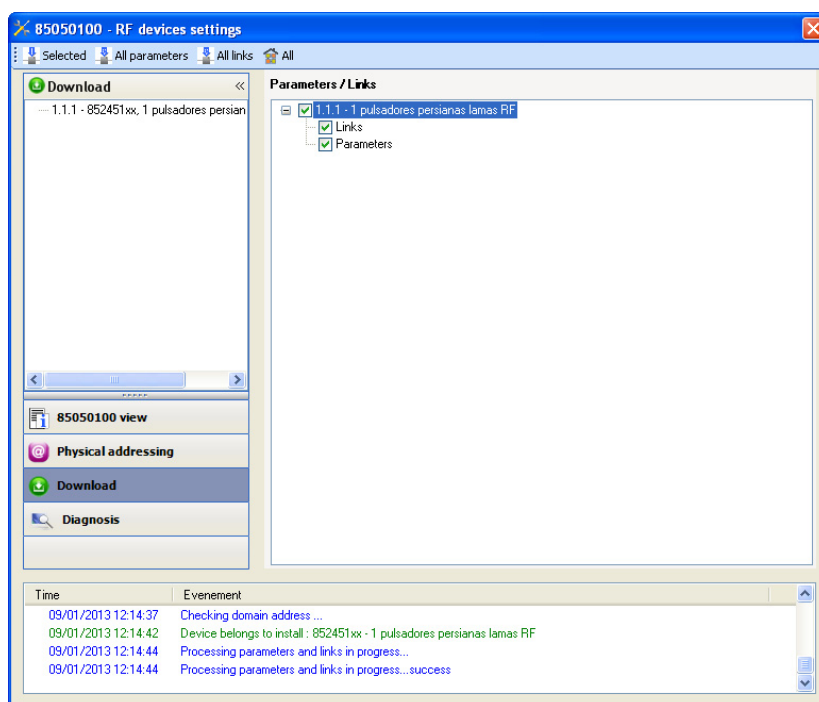 85050100 - RF devices settings
Selected All parameters All links All
Download «
1.1.1 - 852451xx, 1 pulsadores persian
85050100 view
Physical addressing
Download
Diagnosis
Parameters / Links
1.1.1 - 1 pulsadores persianas lamas RF
Links
Parameters
Time Evenement
09/01/2013 12:14:37 Checking domain address ...
09/01/2013 12:14:42 Device belongs to install : 852451xx - 1 pulsadores persianas lamas RF
09/01/2013 12:14:44 Processing parameters and links in progress...
09/01/2013 12:14:44 Processing parameters and links in progress...success